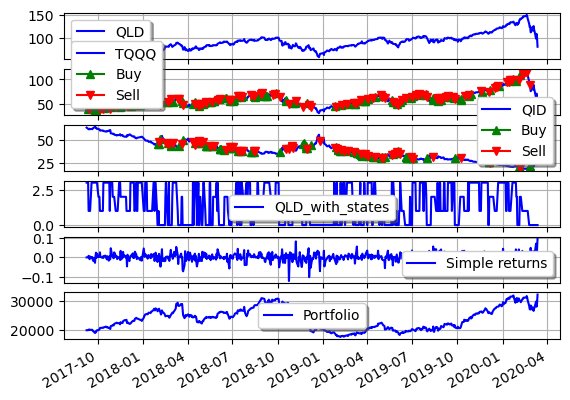 150
100
QLD
TQQQ
Buy
Sell
100
50
QID
Buy
Sell
50
25
2.5
0.0
QLD_with_states
0.1
0.0
−0.1
Simple returns
30000
20000
Portfolio
2017-10
2018-01
2018-04
2018-07
2018-10
2019-01
2019-04
2019-07
2019-10
2020-01
2020-04